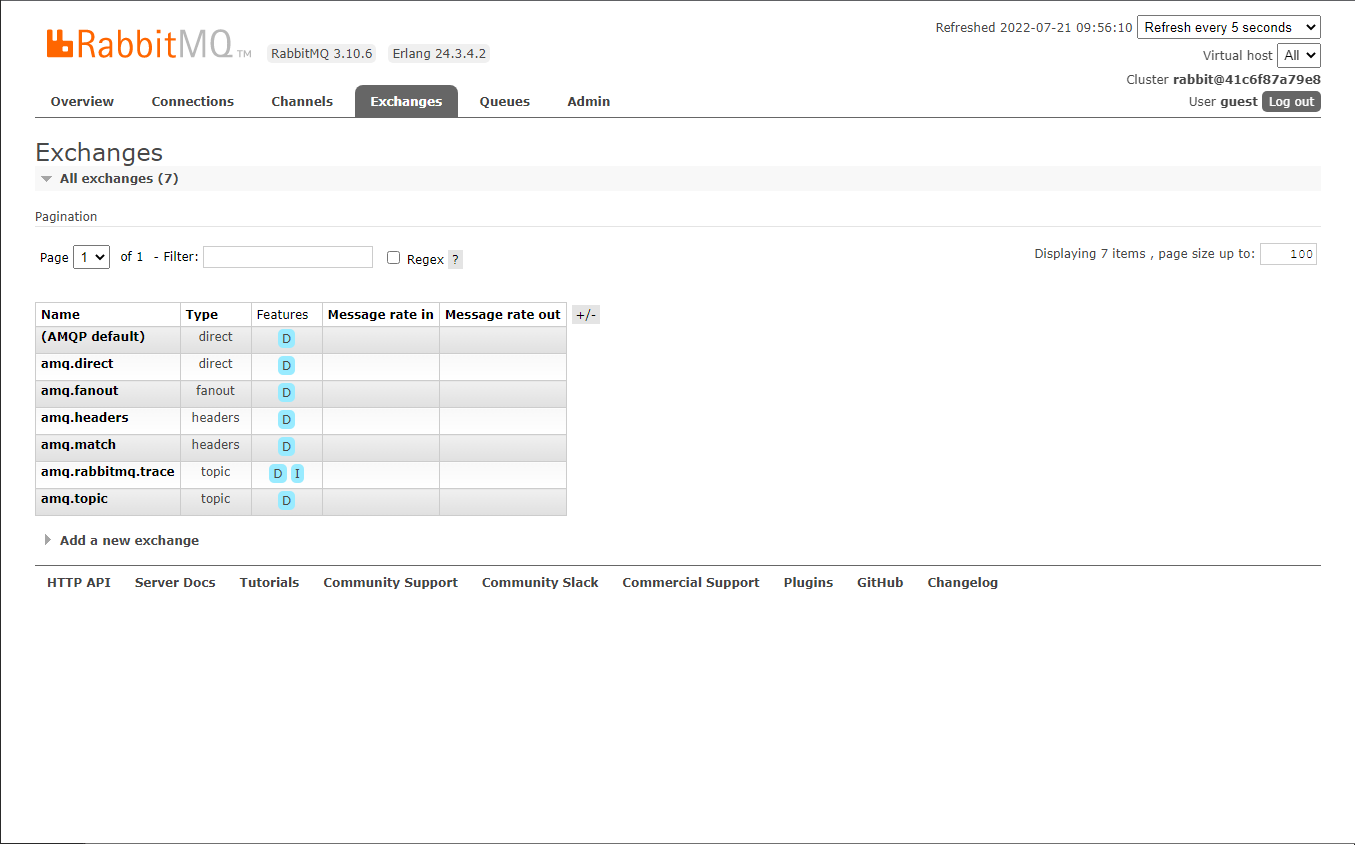 Refreshed 2022-07-21 09:56:10 Refresh every 5 seconds
RabbitMQ TM RabbitMQ 3.10.6 Erlang 24.3.4.2
Virtual host All
Cluster rabbit@41c6f87a79e8
User guest Log out
Overview Connections Channels Exchanges Queues Admin
Exchanges
All exchanges (7)
Pagination
Page 1 of 1 - Filter: Regex ? Displaying 7 items , page size up to: 100
Name Type Features Message rate in Message rate out +/-
(AMQP default) direct D
amq.direct direct D
amq.fanout fanout D
amq.headers headers D
amq.match headers D
amq.rabbitmq.trace topic D I
amq.topic topic D
Add a new exchange
HTTP API Server Docs Tutorials Community Support Community Slack Commercial Support Plugins GitHub Changelog